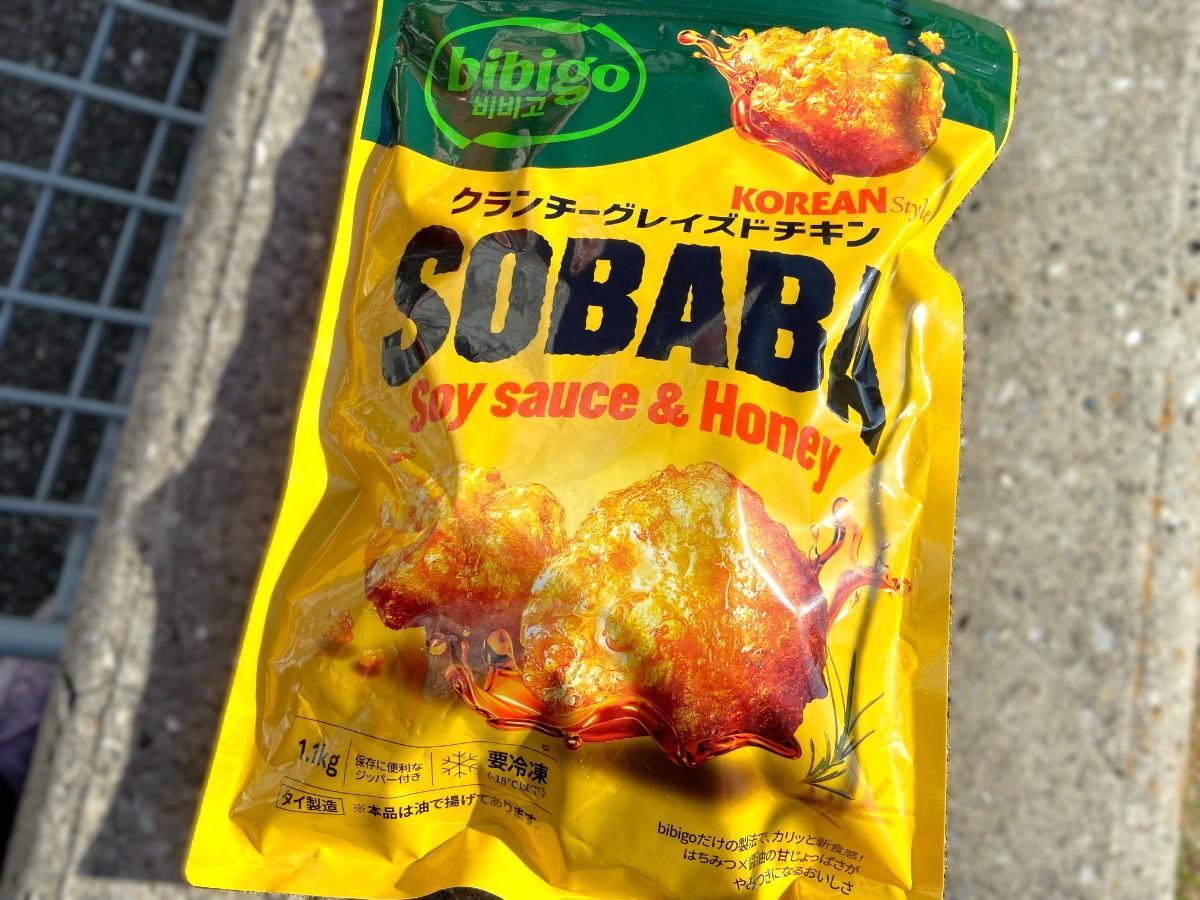 bibigo
비비고
KOREAN Style
クランチーグレイズドチキン
SOBABA
Soy sauce & Honey
1.1kg
保存に便利な
ジッパー付き
要冷凍
(-18℃以下)
タイ製造
※本品は油で揚げてあります。
bibigoだけの製法で、カリッと新食感!
はちみつ×醤油の甘じょっぱさが
やみつきになるおいしさ